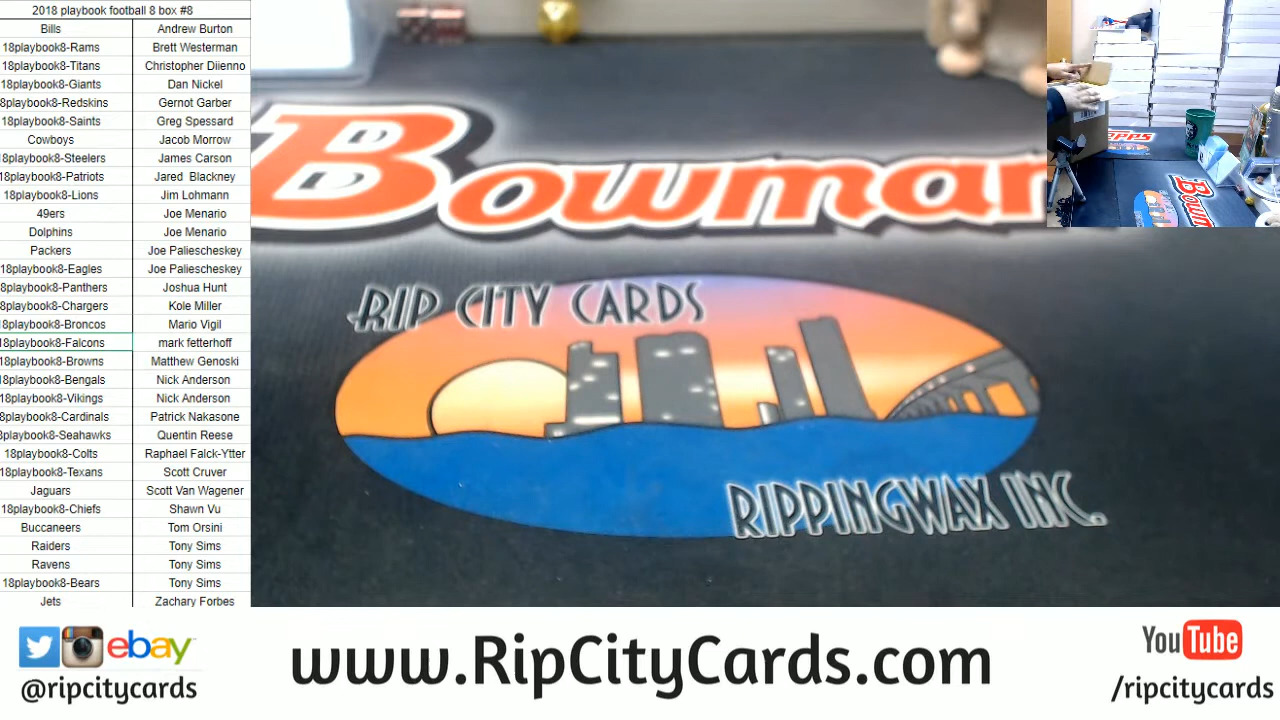 2018 playbook football 8 box #8
Bills Andrew Burton
18playbook8-Rams Brett Westerman
18playbook8-Titans Christopher Diienno
18playbook8-Giants Dan Nickel
8playbook8-Redskins Gernot Garber
18playbook8-Saints Greg Spessard
Cowboys Jacob Morrow
18playbook8-Steelers James Carson
18playbook8-Patriots Jared Blackney
18playbook8-Lions Jim Lohmann
49ers Joe Menario
Dolphins Joe Menario
Packers Joe Paliescheskey
18playbook8-Eagles Joe Paliescheskey
18playbook8-Panthers Joshua Hunt
8playbook8-Chargers Kole Miller
18playbook8-Broncos Mario Vigil
18playbook8-Falcons mark fetterhoff
18playbook8-Browns Matthew Genoski
18playbook8-Bengals Nick Anderson
18playbook8-Vikings Nick Anderson
8playbook8-Cardinals Patrick Nakasone
8playbook8-Seahawks Quentin Reese
18playbook8-Colts Raphael Falck-Ytter
18playbook8-Texans Scott Cruver
Jaguars Scott Van Wagener
18playbook8-Chiefs Shawn Vu
Buccaneers Tom Orsini
Raiders Tony Sims
Ravens Tony Sims
18playbook8-Bears Tony Sims
Jets Zachary Forbes
Bowman
RIP CITY CARDS
RIPPINGWAX INC.
TOPPS
Bowm
ebay
@ripcitycards
www.RipCityCards.com
YouTube
/ripcitycards